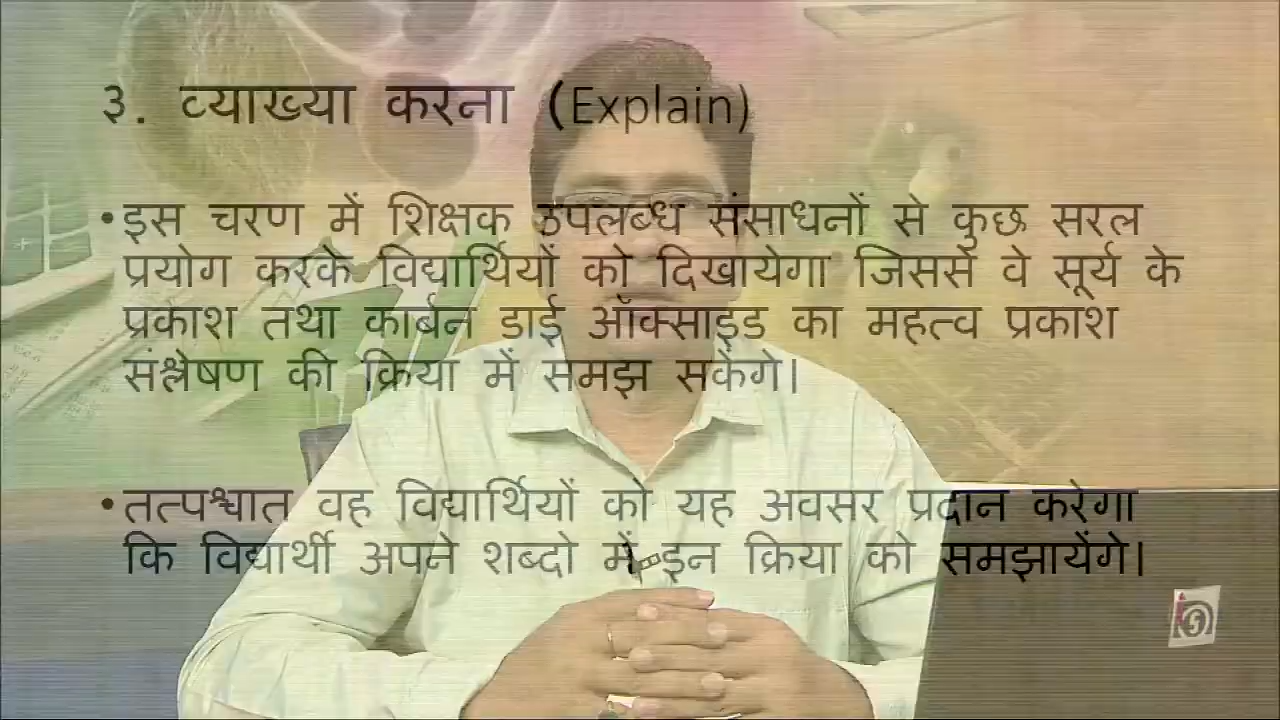 ३. व्याख्या करना (Explain)
•इस चरण में शिक्षक उपलब्ध संसाधनों से कुछ सरल
प्रयोग करके विद्यार्थियों को दिखायेगा जिससे वे सूर्य के
प्रकाश तथा कार्बन डाई ऑक्साइड का महत्व प्रकाश
संश्लेषण की क्रिया में समझ सकेंगे।
•तत्पश्चात वह विद्यार्थियों को यह अवसर प्रदान करेगा
कि विद्यार्थी अपने शब्दो में इन क्रिया को समझायेंगे।